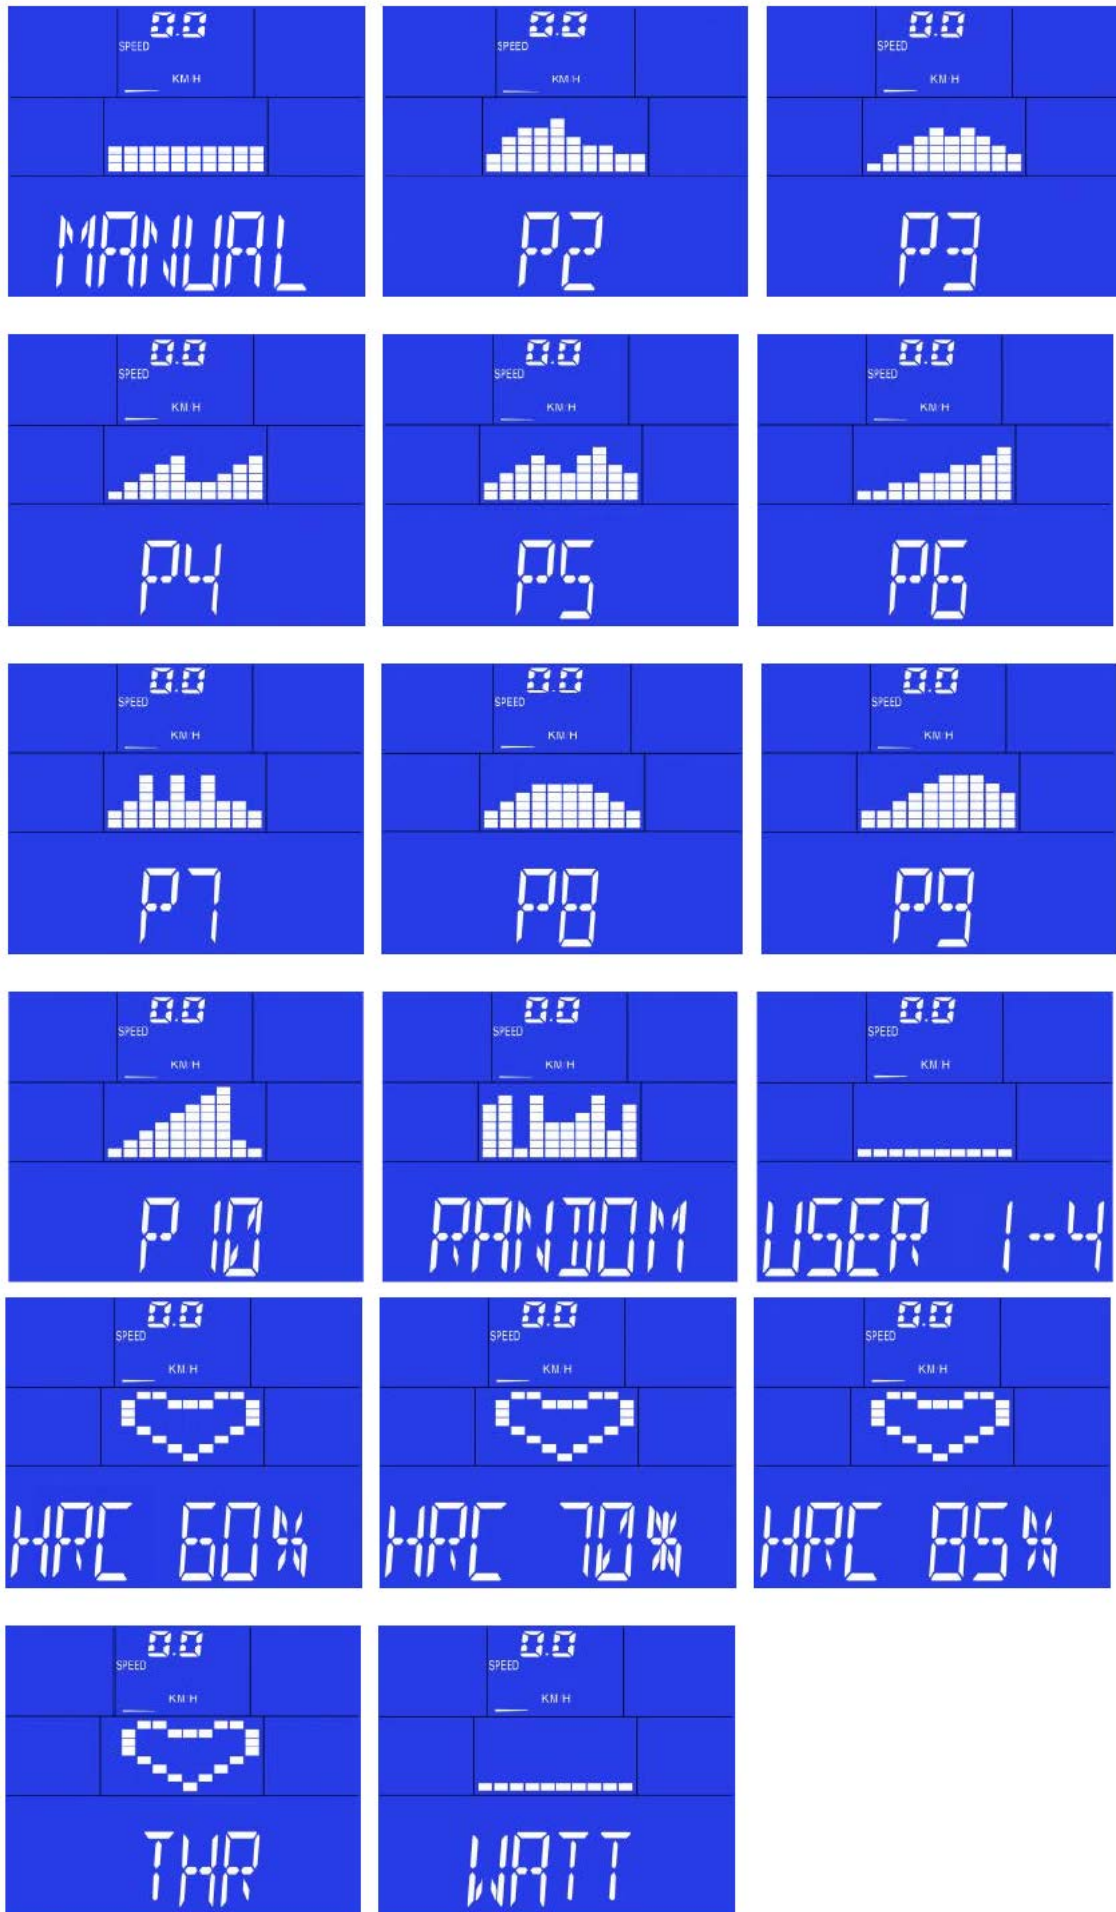 0.0
SPEED
KM/H
MANUAL
0.0
SPEED
KM/H
P2
0.0
SPEED
KM/H
P3
0.0
SPEED
KM/H
P4
0.0
SPEED
KM/H
P5
0.0
SPEED
KM/H
P6
0.0
SPEED
KM/H
P7
0.0
SPEED
KM/H
P8
0.0
SPEED
KM/H
P9
0.0
SPEED
KM/H
P10
0.0
SPEED
KM/H
RANDOM
0.0
SPEED
KM/H
USER 1-4
0.0
SPEED
KM/H
HRC 60%
0.0
SPEED
KM/H
HRC 70%
0.0
SPEED
KM/H
HRC 85%
0.0
SPEED
KM/H
THR
0.0
SPEED
KM/H
WATT